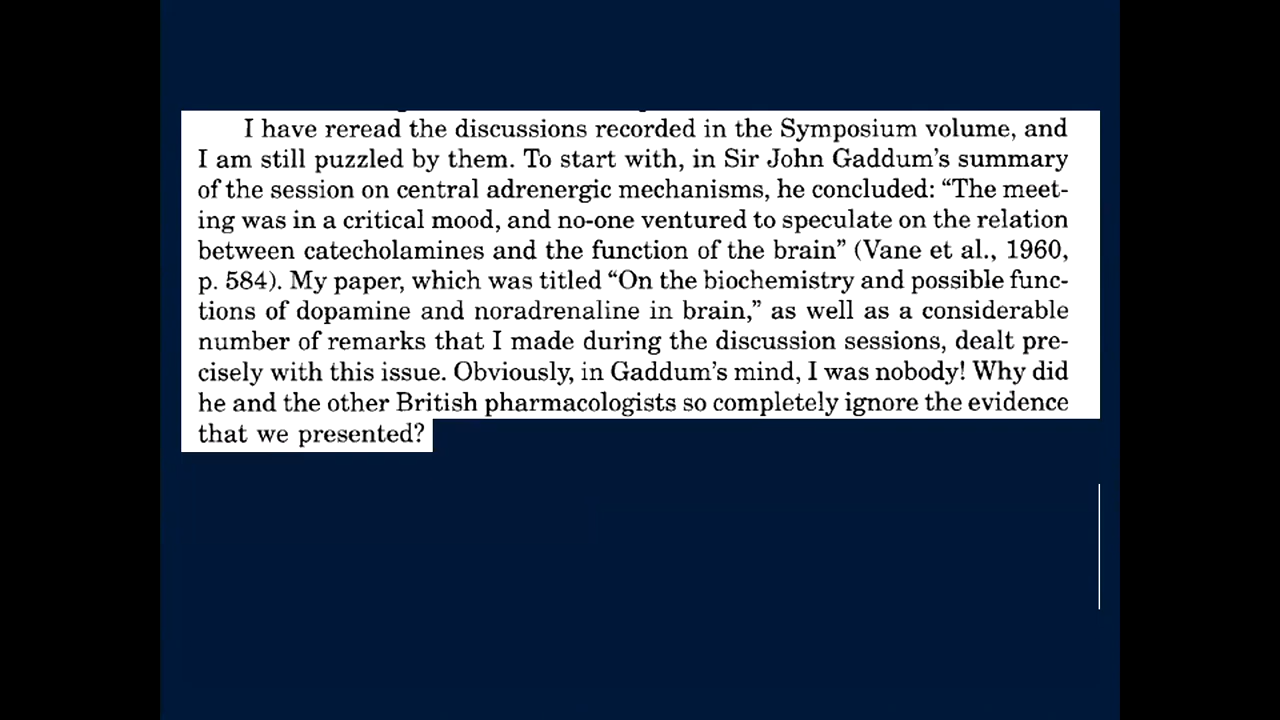 I have reread the discussions recorded in the Symposium volume, and
I am still puzzled by them. To start with, in Sir John Gaddum’s summary
of the session on central adrenergic mechanisms, he concluded: “The meet-
ing was in a critical mood, and no-one ventured to speculate on the relation
between catecholamines and the function of the brain” (Vane et al., 1960,
p. 584). My paper, which was titled “On the biochemistry and possible func-
tions of dopamine and noradrenaline in brain,” as well as a considerable
number of remarks that I made during the discussion sessions, dealt pre-
cisely with this issue. Obviously, in Gaddum’s mind, I was nobody! Why did
he and the other British pharmacologists so completely ignore the evidence
that we presented?